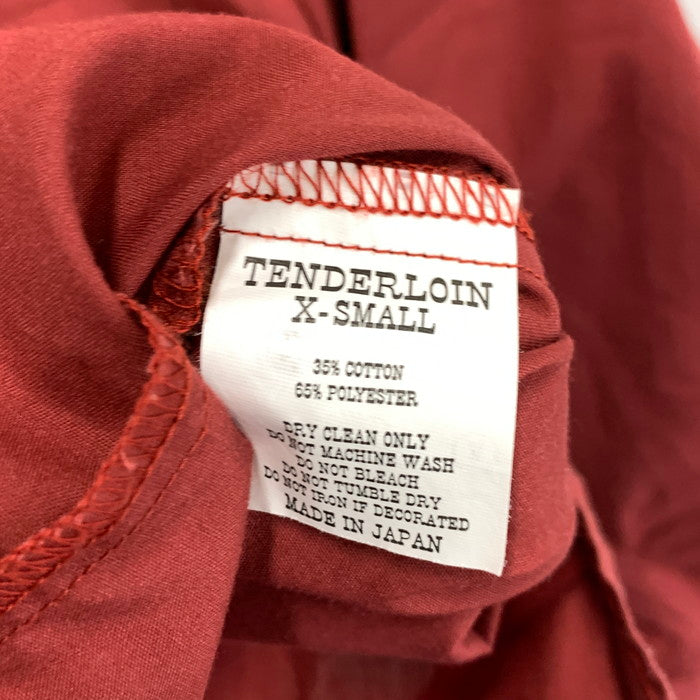 TENDERLOIN
X-SMALL
35% COTTON
65% POLYESTER
DRY CLEAN ONLY
DO NOT MACHINE WASH
DO NOT BLEACH
DO NOT TUMBLE DRY
DO NOT IRON IF DECORATED
MADE IN JAPAN